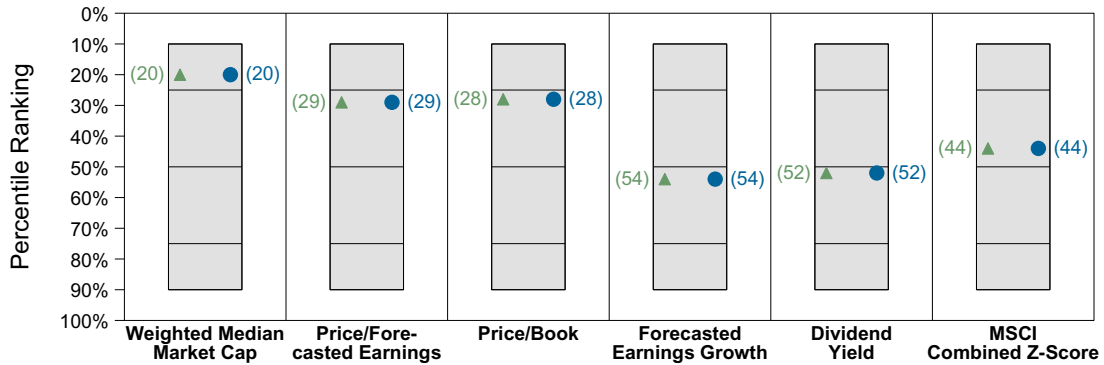 Percentile Ranking
0%
10%
20%
30%
40%
50%
60%
70%
80%
90%
100%
(20) (20)
(29) (29)
(28) (28)
(54) (54)
(52) (52)
(44) (44)
Weighted Median
Market Cap
Price/Fore-
casted Earnings
Price/Book
Forecasted
Earnings Growth
Dividend
Yield
MSCI
Combined Z-Score